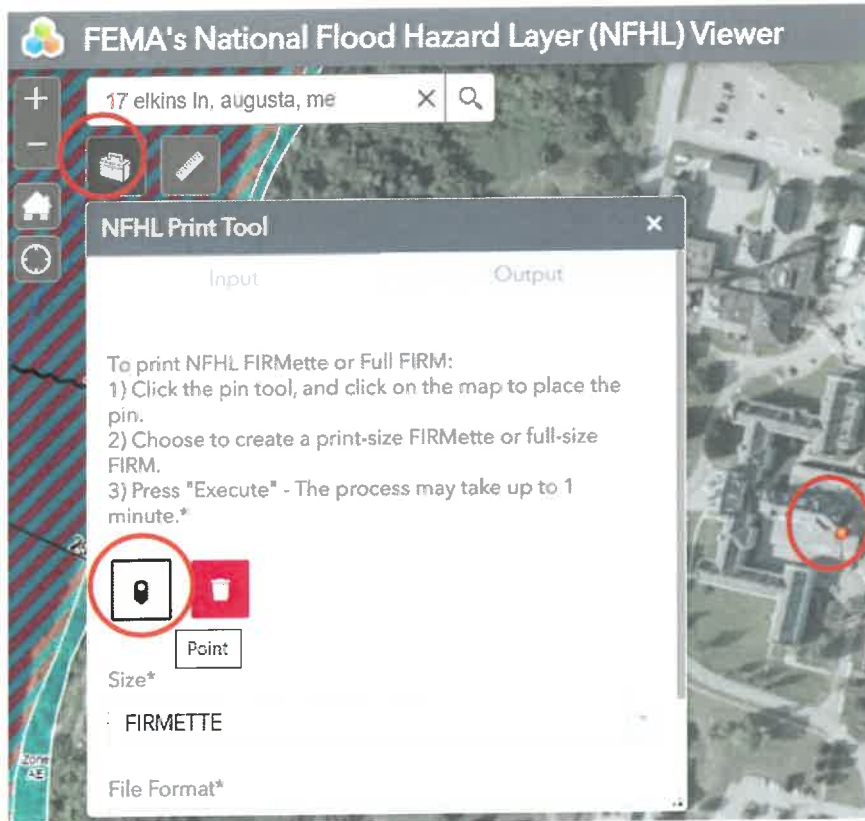 FEMA's National Flood Hazard Layer (NFHL) Viewer
17 elkins ln, augusta, me
NFHL Print Tool
Input Output
To print NFHL FIRMette or Full FIRM:
1) Click the pin tool, and click on the map to place the
pin.
2) Choose to create a print-size FIRMette or full-size
FIRM.
3) Press "Execute" - The process may take up to 1
minute.*
Point
Size*
FIRMETTE
File Format*
Zone
AE